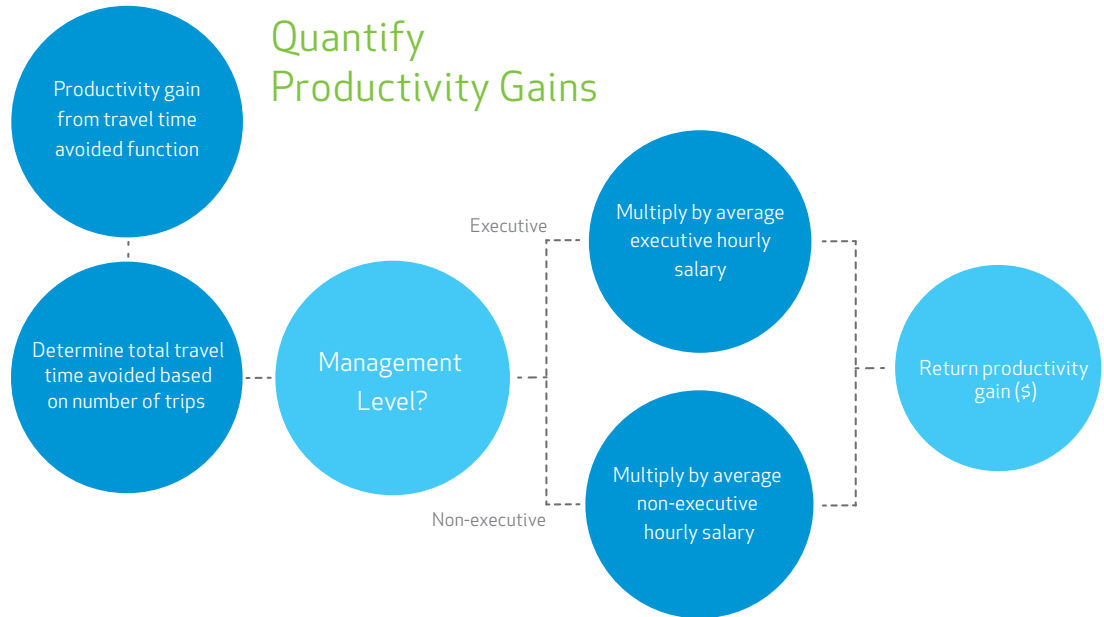 Quantify
Productivity Gains
Productivity gain
from travel time
avoided function
Determine total travel
time avoided based
on number of trips
Management
Level?
Executive
Multiply by average
executive hourly
salary
Non-executive
Multiply by average
non-executive
hourly salary
Return productivity
gain ($)